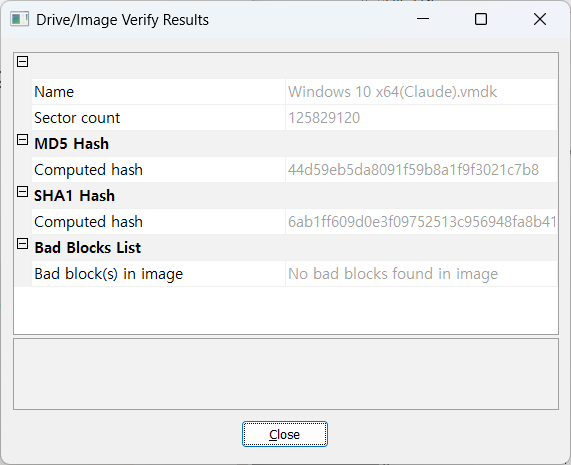 Drive/Image Verify Results
Name Windows 10 x64(Claude).vmdk
Sector count 125829120
MD5 Hash
Computed hash 44d59eb5da8091f59b8a1f9f3021c7b8
SHA1 Hash
Computed hash 6ab1ff609d0e3f09752513c956948fa8b41
Bad Blocks List
Bad block(s) in image No bad blocks found in image
Close